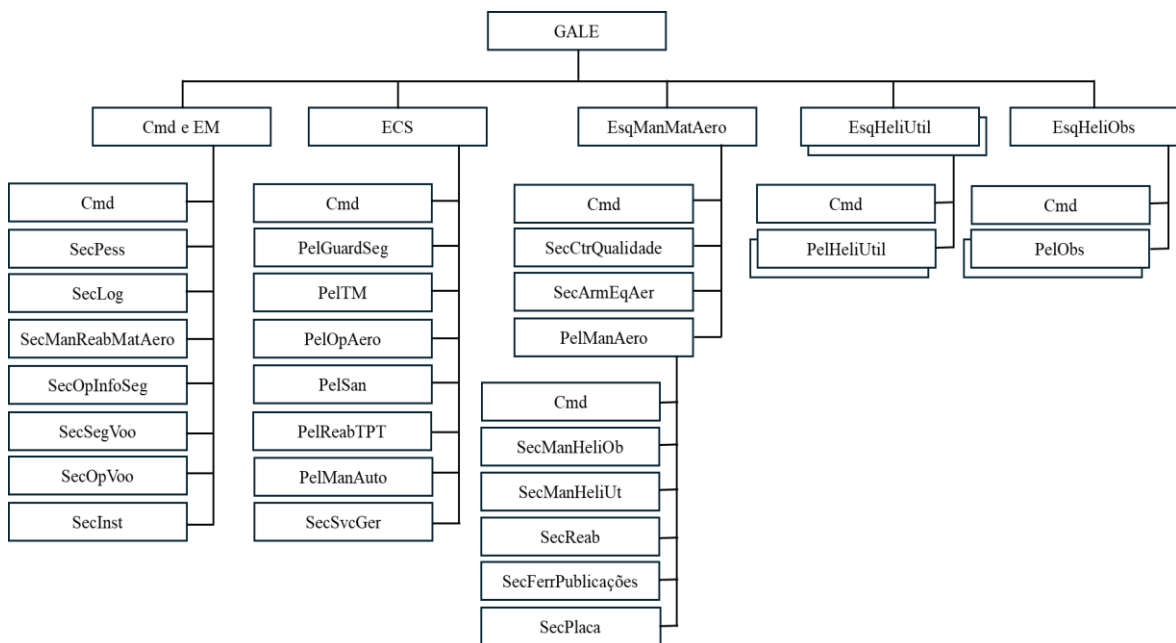 GALE
Cmd e EM
ECS
EsqManMatAero
EsqHeliUtil
EsqHeliObs
Cmd
SecPess
SecLog
SecManReabMatAero
SecOpInfoSeg
SecSegVoo
SecOpVoo
SecInst
Cmd
PelGuardSeg
PelTM
PelOpAero
PelSan
PelReabTPT
PelManAuto
SecSvcGer
Cmd
SecCtrQualidade
SecArmEqAer
PelManAero
Cmd
SecManHeliOb
SecManHeliUt
SecReab
SecFerrPublicações
SecPlaca
Cmd
PelHeliUtil
Cmd
PelObs